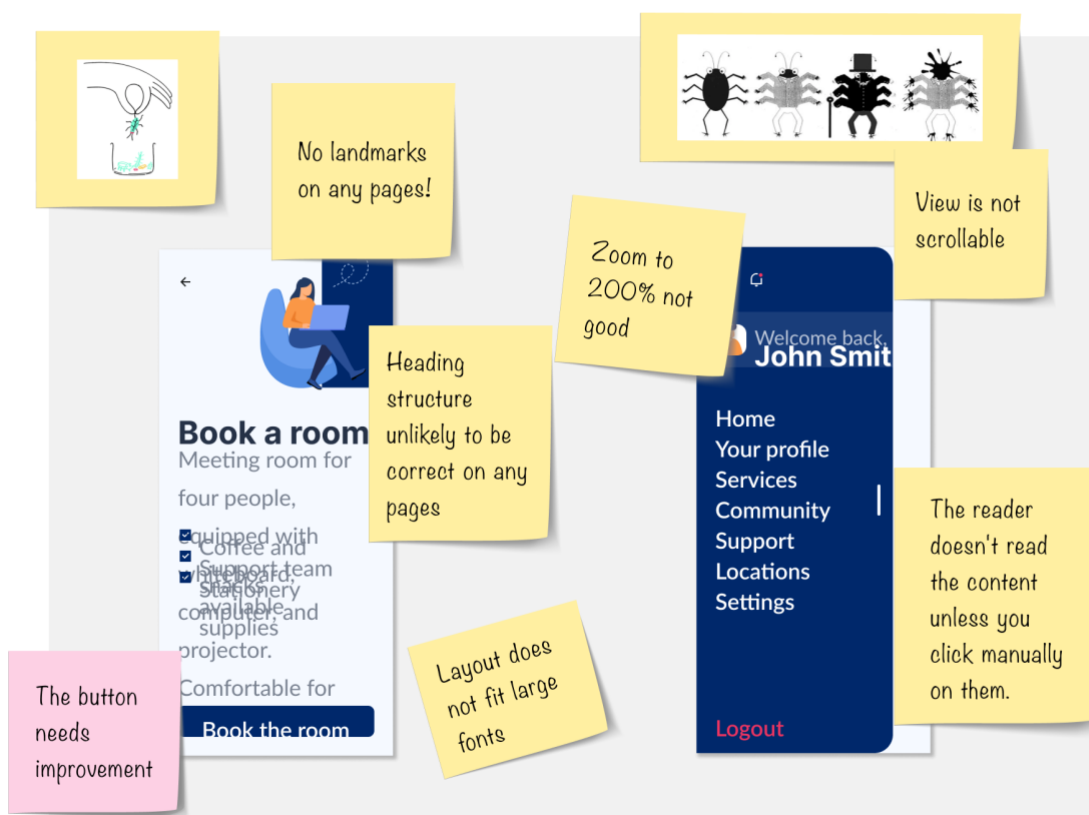 No landmarks
on any pages!
View is not
scrollable
Zoom to
200% not
good
Heading
structure
unlikely to be
correct on any
pages
Book a room
Meeting room for
four people,
equipped with
whiteboard,
computer, and
projector.
Comfortable for
Coffee and
snacks
Support team
available
Stationery
supplies
Book the room
Welcome back,
John Smit
Home
Your profile
Services
Community
Support
Locations
Settings
Logout
The reader
doesn't read
the content
unless you
click manually
on them.
Layout does
not fit large
fonts
The button
needs
improvement